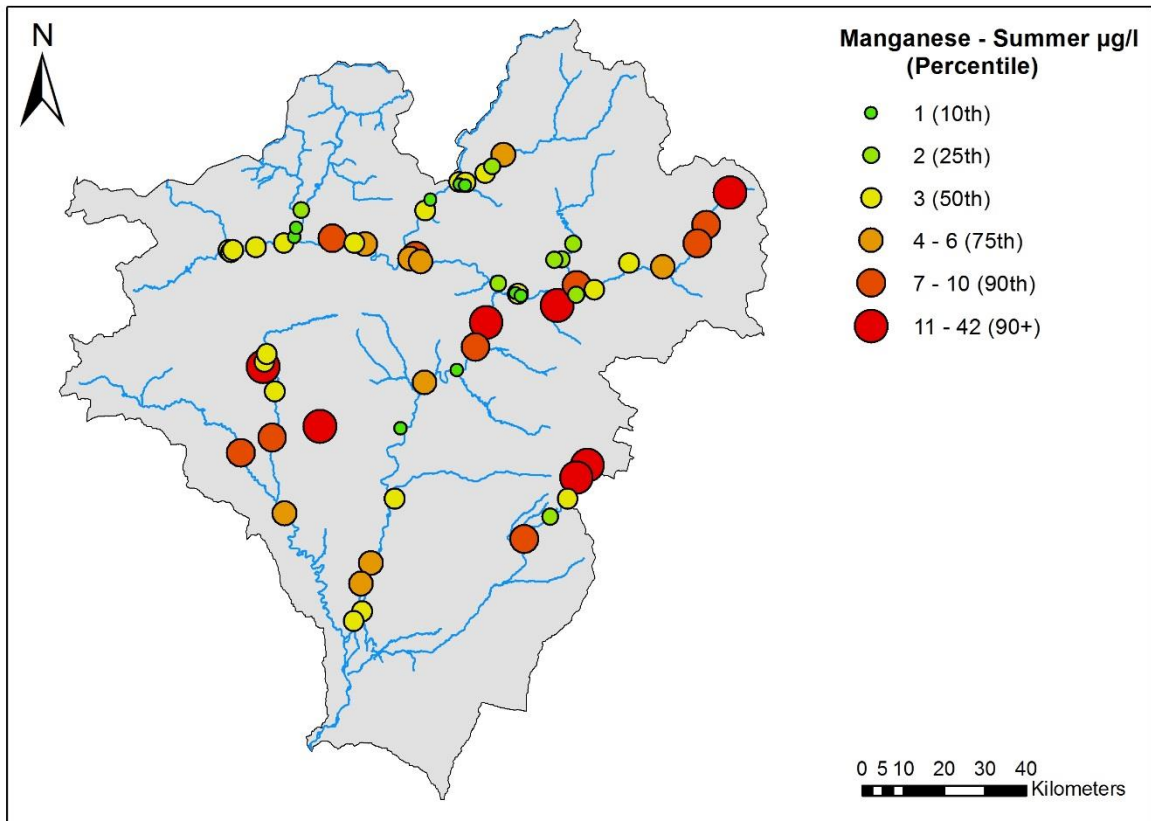 N
Manganese - Summer µg/l
(Percentile)
1 (10th)
2 (25th)
3 (50th)
4 - 6 (75th)
7 - 10 (90th)
11 - 42 (90+)
0 5 10 20 30 40
Kilometers